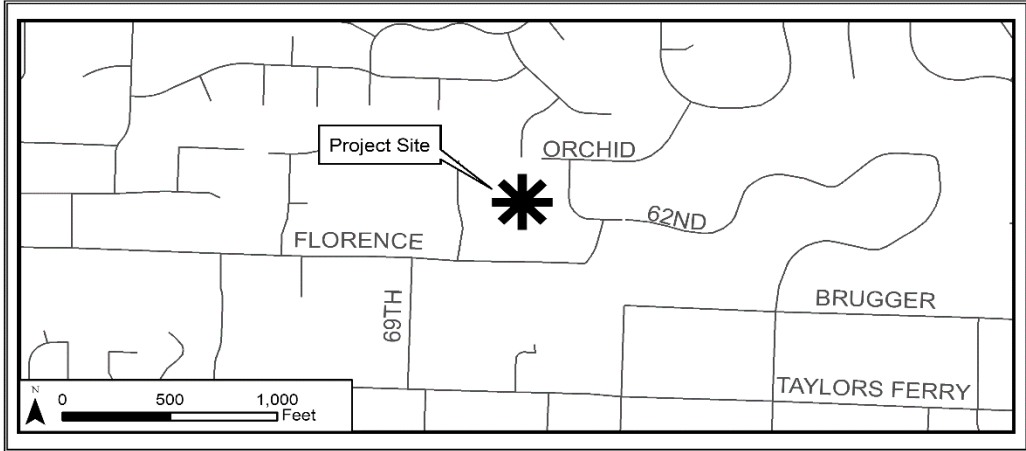 Project Site
ORCHID
62ND
FLORENCE
69TH
BRUGGER
TAYLORS FERRY
N
0 500 1,000
Feet